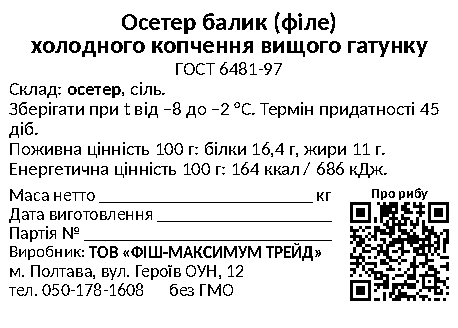 Осетер балик (філе)
холодного копчення вищого гатунку
ГОСТ 6481-97
Склад: осетер, сіль.
Зберігати при t від –8 до –2 °С. Термін придатності 45
діб.
Поживна цінність 100 г: білки 16,4 г, жири 11 г.
Енергетична цінність 100 г: 164 ккал / 686 кДж.
Маса нетто ________________________ кг
Дата виготовлення ____________________
Партія № ____________________________
Виробник: ТОВ «ФІШ-МАКСИМУМ ТРЕЙД»
м. Полтава, вул. Героїв ОУН, 12
тел. 050-178-1608 без ГМО
Про рибу